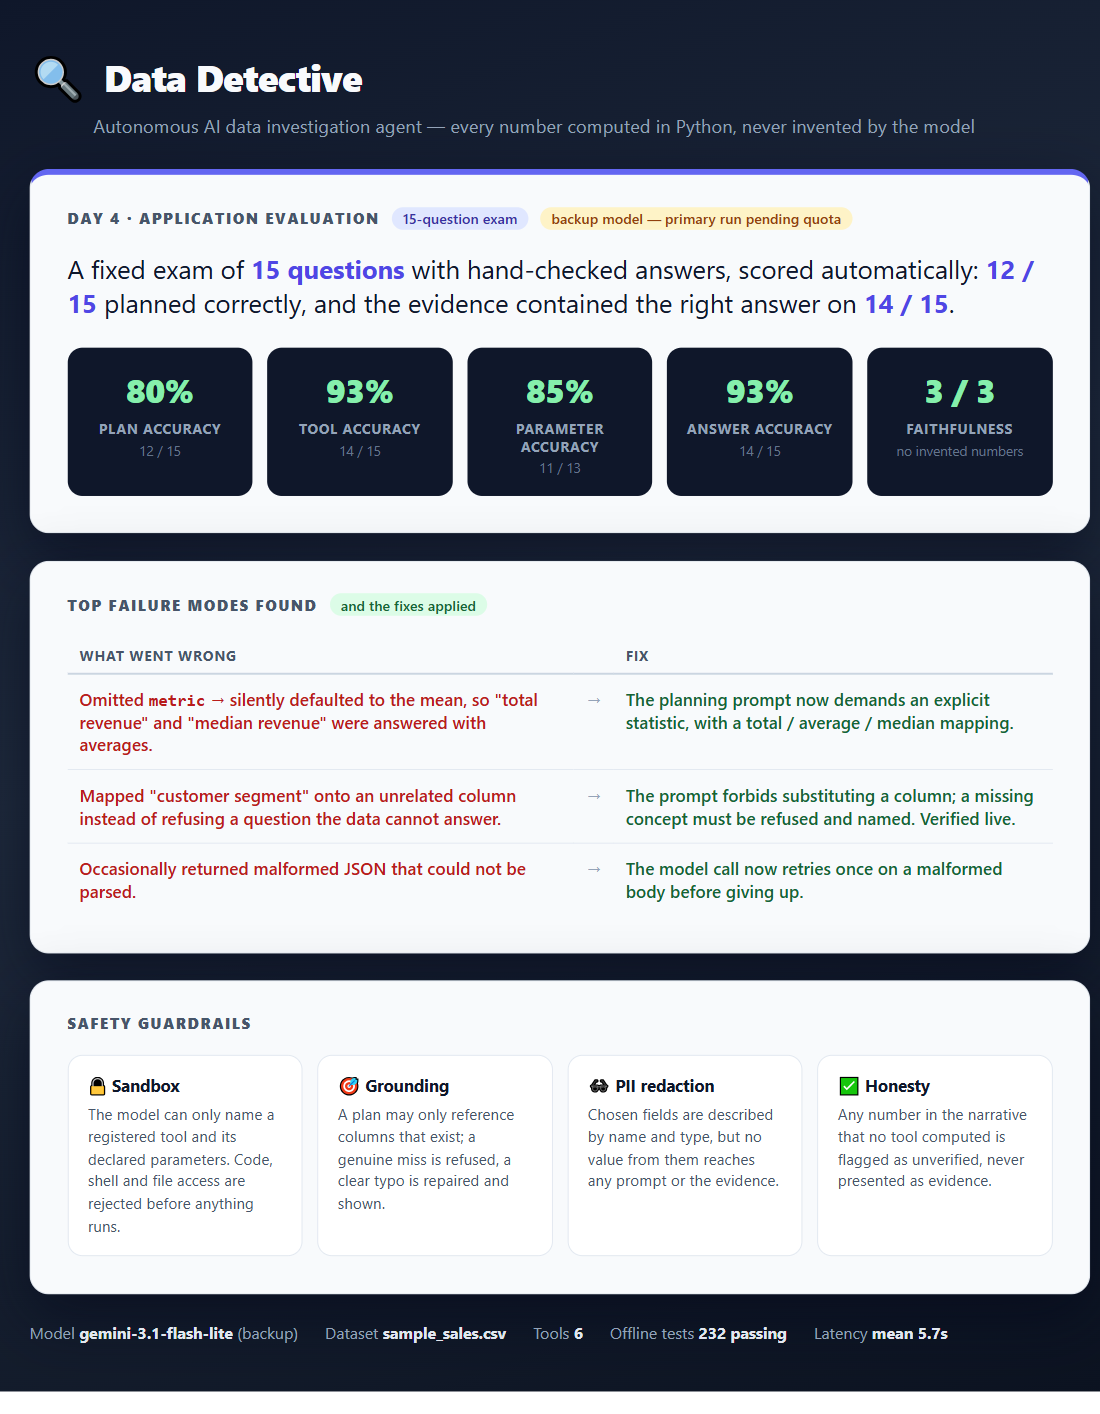 Data Detective
Autonomous AI data investigation agent — every number computed in Python, never invented by the model
DAY 4 · APPLICATION EVALUATION
15-question exam
backup model — primary run pending quota
A fixed exam of 15 questions with hand-checked answers, scored automatically: 12 /
15 planned correctly, and the evidence contained the right answer on 14 / 15.
80%
PLAN ACCURACY
12 / 15
93%
TOOL ACCURACY
14 / 15
85%
PARAMETER
ACCURACY
11 / 13
93%
ANSWER ACCURACY
14 / 15
3 / 3
FAITHFULNESS
no invented numbers
TOP FAILURE MODES FOUND
and the fixes applied
WHAT WENT WRONG
FIX
Omitted metric → silently defaulted to the mean, so "total
revenue" and "median revenue" were answered with
averages.
→
The planning prompt now demands an explicit
statistic, with a total / average / median mapping.
Mapped "customer segment" onto an unrelated column
instead of refusing a question the data cannot answer.
→
The prompt forbids substituting a column; a missing
concept must be refused and named. Verified live.
Occasionally returned malformed JSON that could not be
parsed.
→
The model call now retries once on a malformed
body before giving up.
SAFETY GUARDRAILS
Sandbox
The model can only name a
registered tool and its
declared parameters. Code,
shell and file access are
rejected before anything
runs.
Grounding
A plan may only reference
columns that exist; a
genuine miss is refused, a
clear typo is repaired and
shown.
PII redaction
Chosen fields are described
by name and type, but no
value from them reaches
any prompt or the evidence.
Honesty
Any number in the narrative
that no tool computed is
flagged as unverified, never
presented as evidence.
Model gemini-3.1-flash-lite (backup)
Dataset sample_sales.csv
Tools 6
Offline tests 232 passing
Latency mean 5.7s